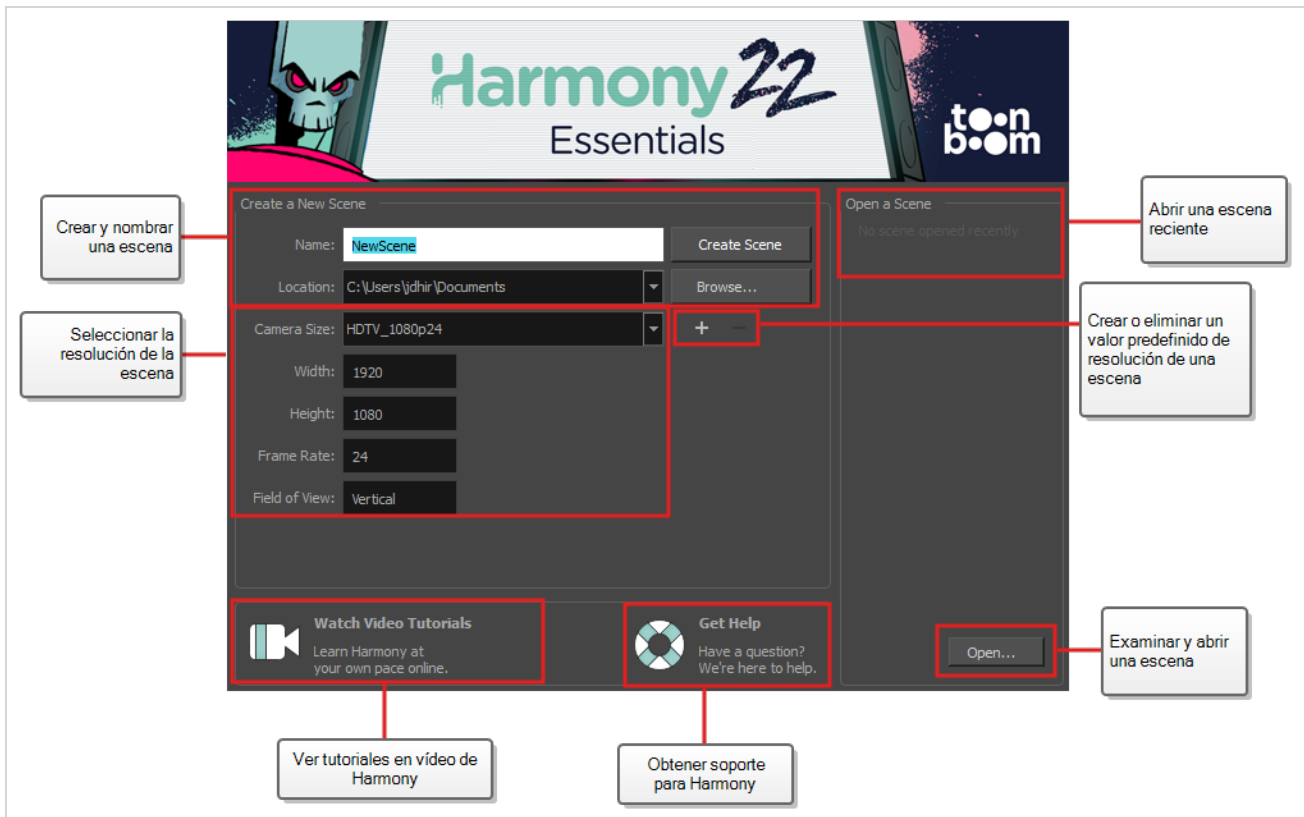 Harmony 22
Essentials
toon
boom
Crear y nombrar
una escena
Create a New Scene
Name:
NewScene
Create Scene
Location:
C:\Users\jdhir\Documents
Browse...
Open a Scene
No scene opened recently
Abrir una escena
reciente
Seleccionar la
resolución de la
escena
Camera Size:
HDTV_1080p24
+ −
Width:
1920
Height:
1080
Frame Rate:
24
Field of View:
Vertical
Crear o eliminar un
valor predefinido de
resolución de una
escena
Watch Video Tutorials
Learn Harmony at
your own pace online.
Get Help
Have a question?
We're here to help.
Open...
Examinar y abrir
una escena
Ver tutoriales en vídeo de
Harmony
Obtener soporte
para Harmony